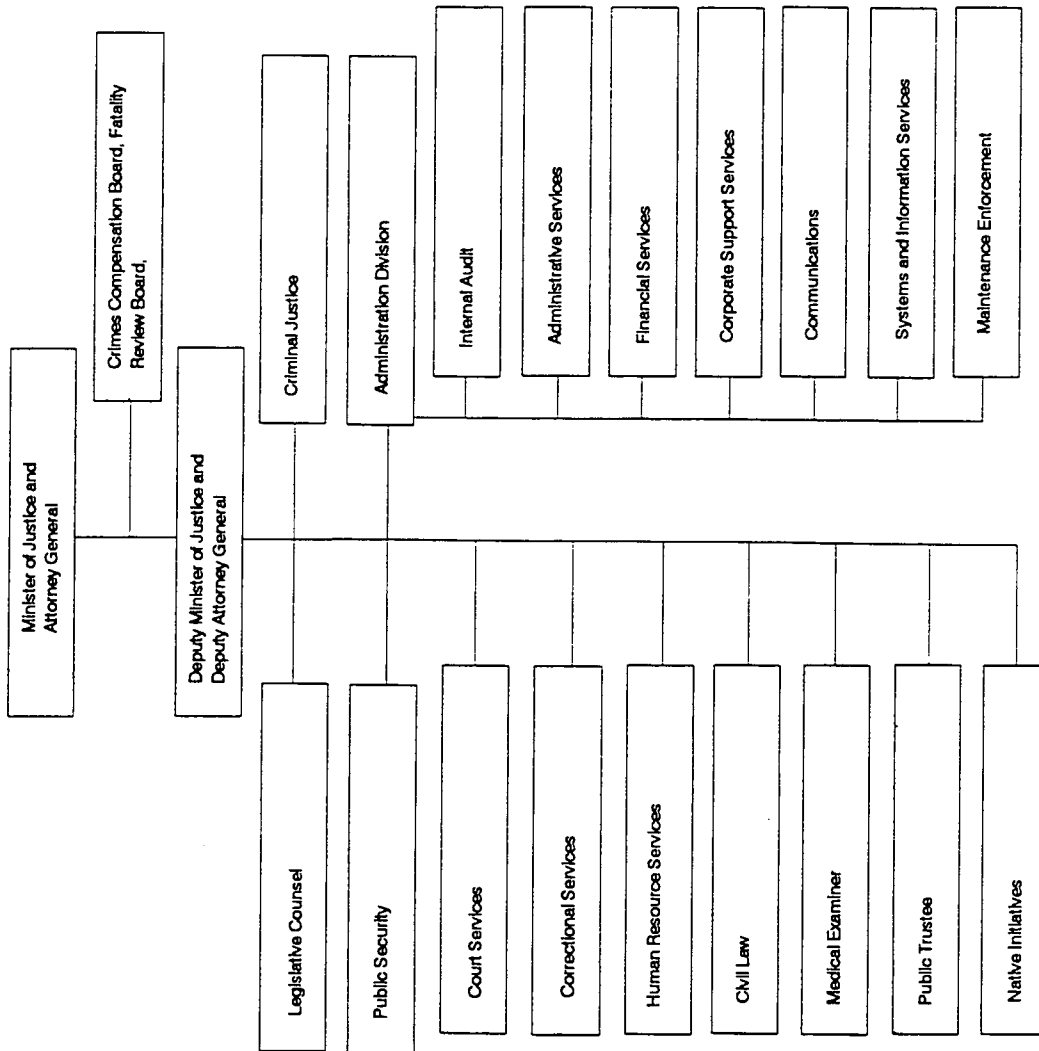 Minister of Justice and
Attorney General
Crimes Compensation Board, Fatality
Review Board,
Deputy Minister of Justice and
Deputy Attorney General
Legislative Counsel
Criminal Justice
Public Security
Administration Division
Court Services
Correctional Services
Human Resource Services
Civil Law
Medical Examiner
Public Trustee
Native Initiatives
Internal Audit
Administrative Services
Financial Services
Corporate Support Services
Communications
Systems and Information Services
Maintenance Enforcement